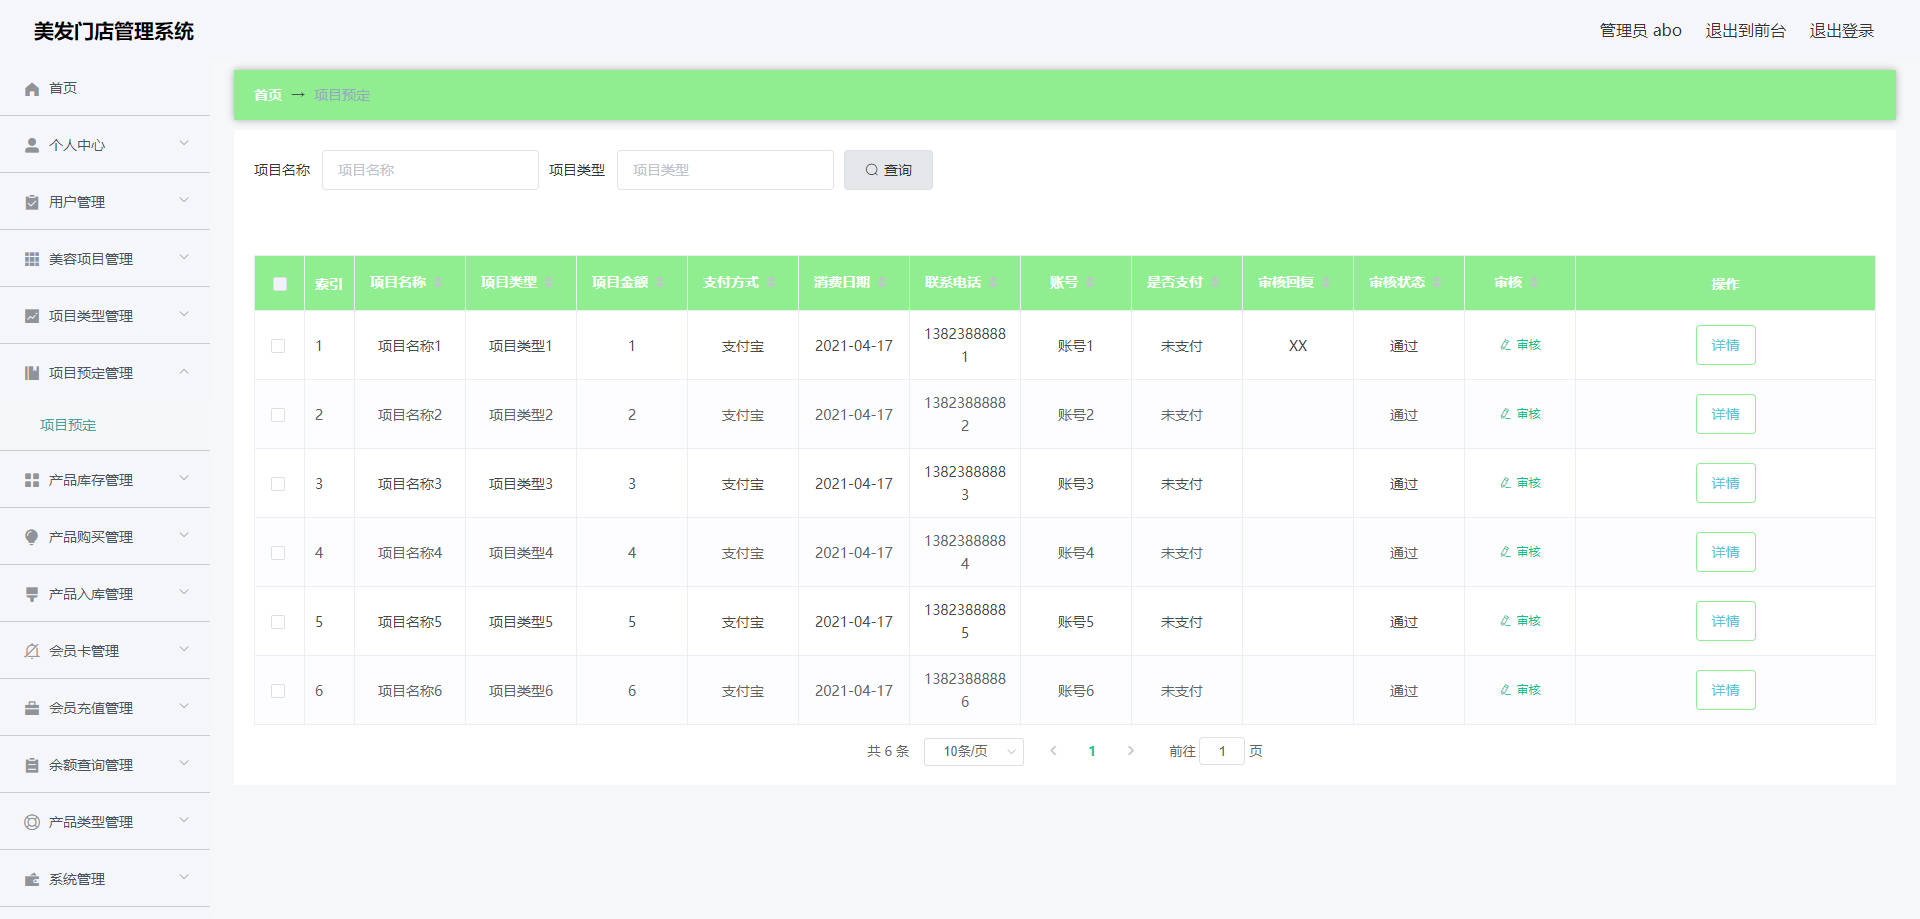 美发门店管理系统
管理员 abo 退出到前台 退出登录
首页
个人中心
用户管理
美容项目管理
项目类型管理
项目预定管理
项目预定
产品库存管理
产品购买管理
产品入库管理
会员卡管理
会员充值管理
余额查询管理
产品类型管理
系统管理
首页 → 项目预定
项目名称 项目名称 项目类型 项目类型 查询
索引 项目名称 项目类型 项目金额 支付方式 消费日期 联系电话 账号 是否支付 审核回复 审核状态 审核 操作
1 项目名称1 项目类型1 1 支付宝 2021-04-17 13823888881 账号1 未支付 XX 通过 审核 详情
2 项目名称2 项目类型2 2 支付宝 2021-04-17 13823888882 账号2 未支付 通过 审核 详情
3 项目名称3 项目类型3 3 支付宝 2021-04-17 13823888883 账号3 未支付 通过 审核 详情
4 项目名称4 项目类型4 4 支付宝 2021-04-17 13823888884 账号4 未支付 通过 审核 详情
5 项目名称5 项目类型5 5 支付宝 2021-04-17 13823888885 账号5 未支付 通过 审核 详情
6 项目名称6 项目类型6 6 支付宝 2021-04-17 13823888886 账号6 未支付 通过 审核 详情
共 6 条 10条/页 1 前往 1 页